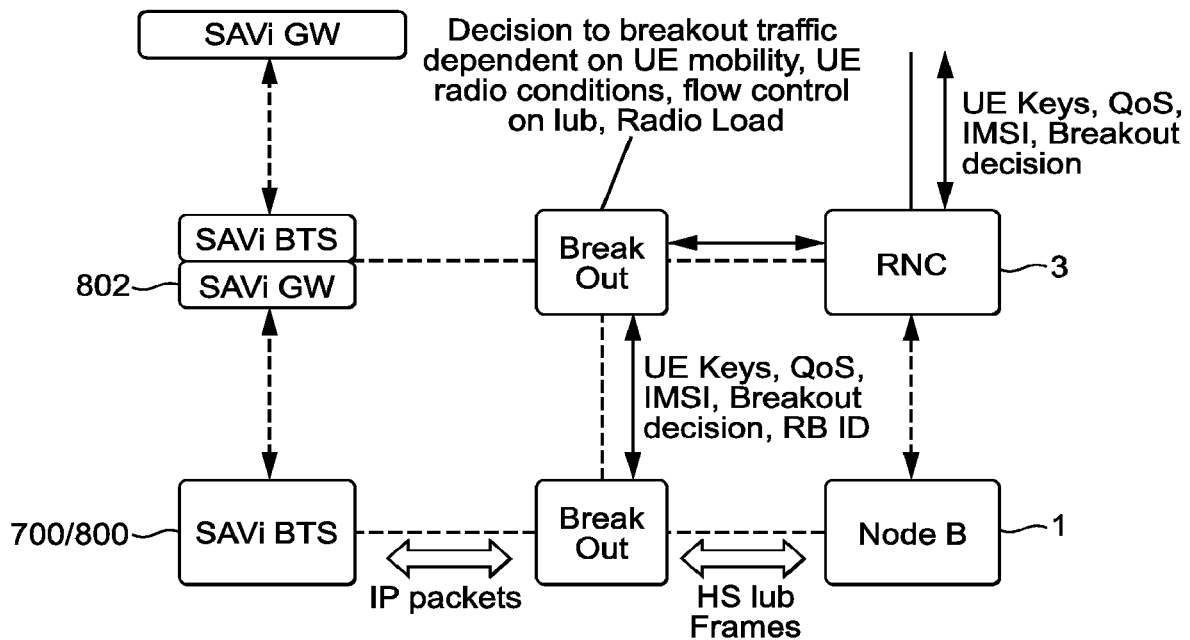 SAVi GW
Decision to breakout traffic
dependent on UE mobility, UE
radio conditions, flow control
on lub, Radio Load
UE Keys, QoS,
IMSI, Breakout
decision
SAVi BTS
SAVi GW
802
Break
Out
RNC
3
UE Keys, QoS,
IMSI, Breakout
decision, RB ID
700/800
SAVi BTS
Break
Out
Node B
1
IP packets
HS lub
Frames